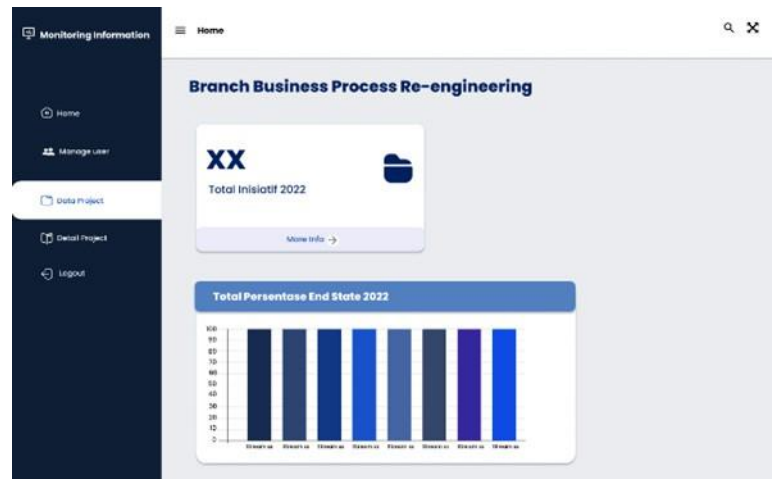 Monitoring Information
Home
Branch Business Process Re-engineering
Home
Manage user
Data Project
Detail Project
Logout
XX
Total Inisiatif 2022
More Info
Total Persentase End State 2022
100
90
80
70
60
50
40
30
20
10
0